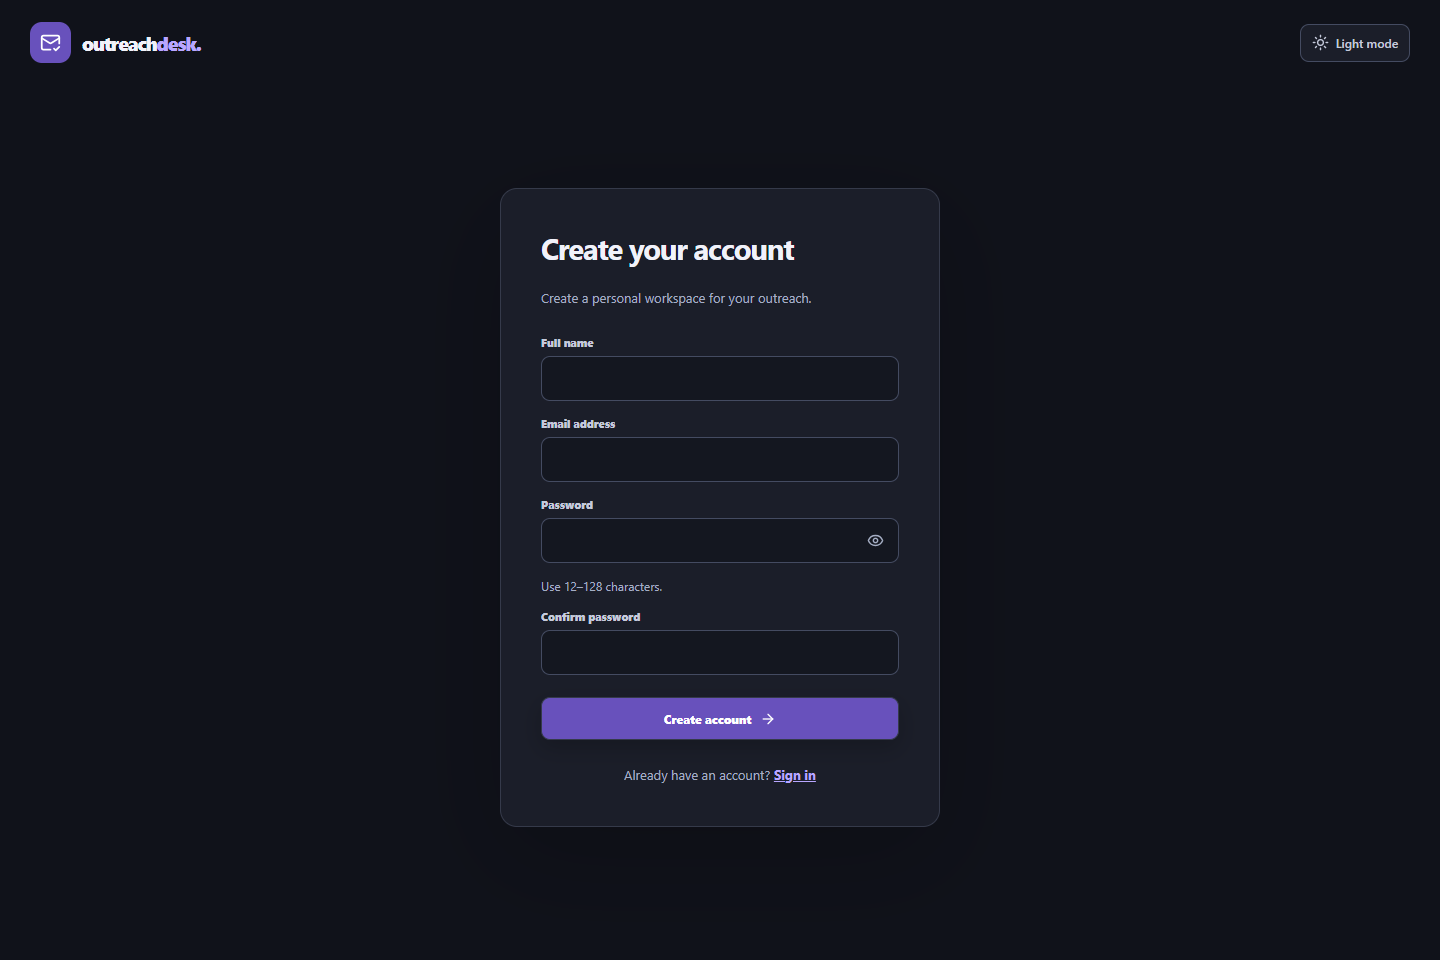 outreachdesk.
Light mode
Create your account
Create a personal workspace for your outreach.
Full name
Email address
Password
Use 12–128 characters.
Confirm password
Create account
Already have an account? Sign in